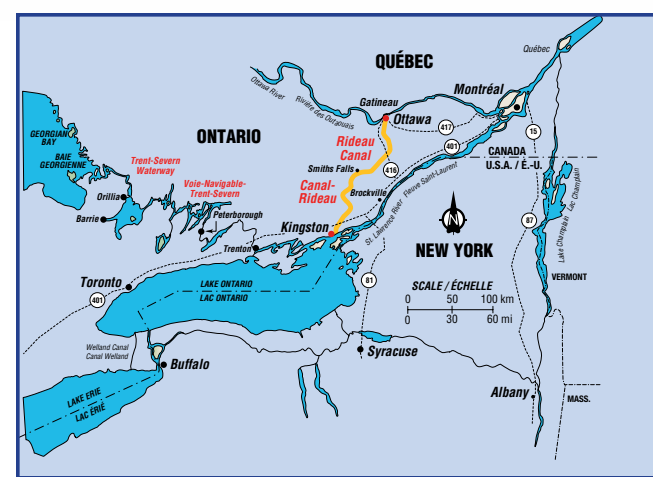 Québec
QUÉBEC
Montréal
Ottawa River
Rivière des Outaouais
Gatineau
Ottawa
417
15
GEORGIAN
BAY
BAIE
GEORGIENNE
ONTARIO
Rideau
Canal
401
CANADA
U.S.A. / É.-U.
Trent-Severn
Waterway
Smiths Falls
416
Voie-Navigable-
Trent-Severn
Canal-
Rideau
Brockville
St. Lawrence River
Fleuve Saint-Laurent
Orillia
Barrie
Peterborough
Kingston
Trenton
NEW YORK
87
Lake Champlain
Lac Champlain
VERMONT
Toronto
401
LAKE ONTARIO
LAC ONTARIO
81
SCALE / ÉCHELLE
0 50 100 km
0 30 60 mi
Welland Canal
Canal Welland
Buffalo
Syracuse
Albany
MASS.
LAKE ERIE
LAC ÉRIÉ